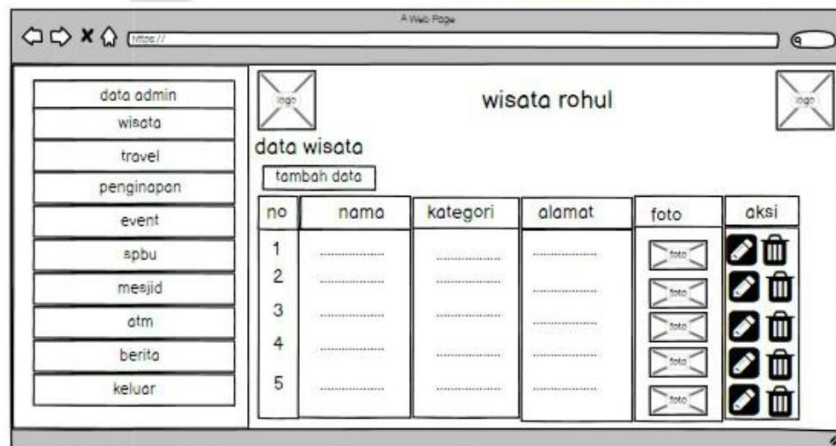 A Web Page
https://
data admin
wisata
travel
penginapan
event
spbu
mesjid
atm
berita
keluar
logo
wisata rohul
logo
data wisata
tambah data
no nama kategori alamat foto aksi
1 foto
2 foto
3 foto
4 foto
5 foto